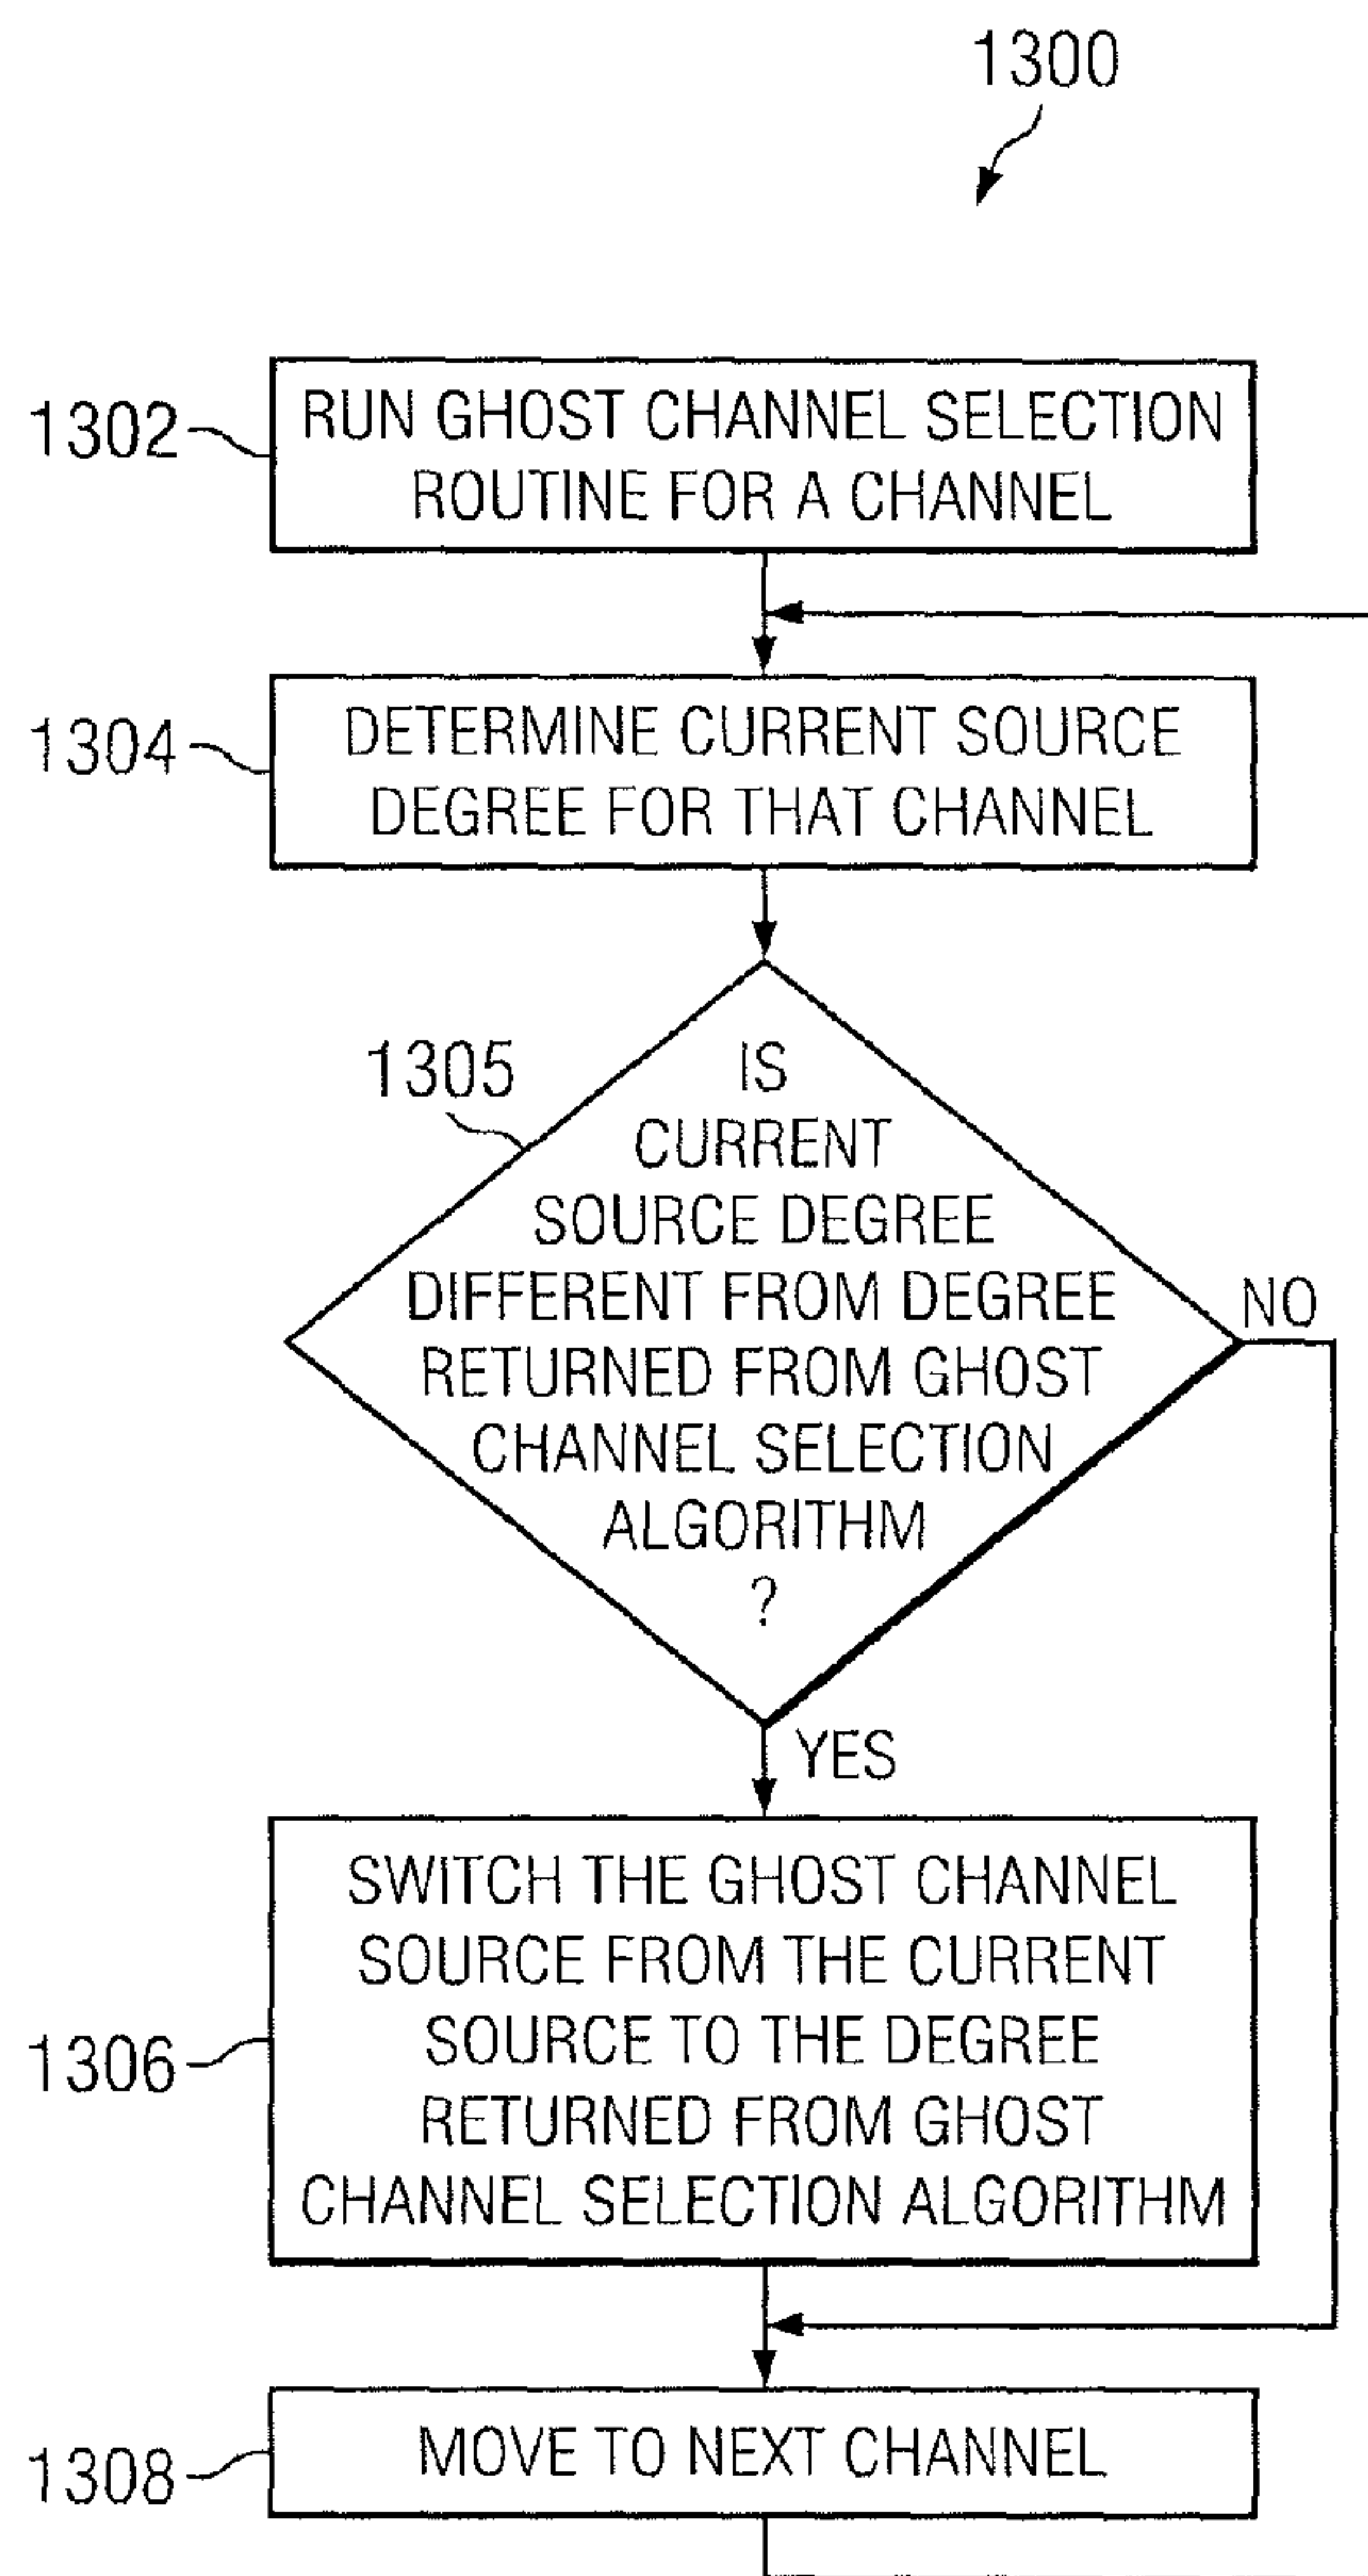 1300
1302
RUN GHOST CHANNEL SELECTION
ROUTINE FOR A CHANNEL
1304
DETERMINE CURRENT SOURCE
DEGREE FOR THAT CHANNEL
1305
IS
CURRENT
SOURCE DEGREE
DIFFERENT FROM DEGREE
RETURNED FROM GHOST
CHANNEL SELECTION
ALGORITHM
?
NO
YES
1306
SWITCH THE GHOST CHANNEL
SOURCE FROM THE CURRENT
SOURCE TO THE DEGREE
RETURNED FROM GHOST
CHANNEL SELECTION ALGORITHM
1308
MOVE TO NEXT CHANNEL